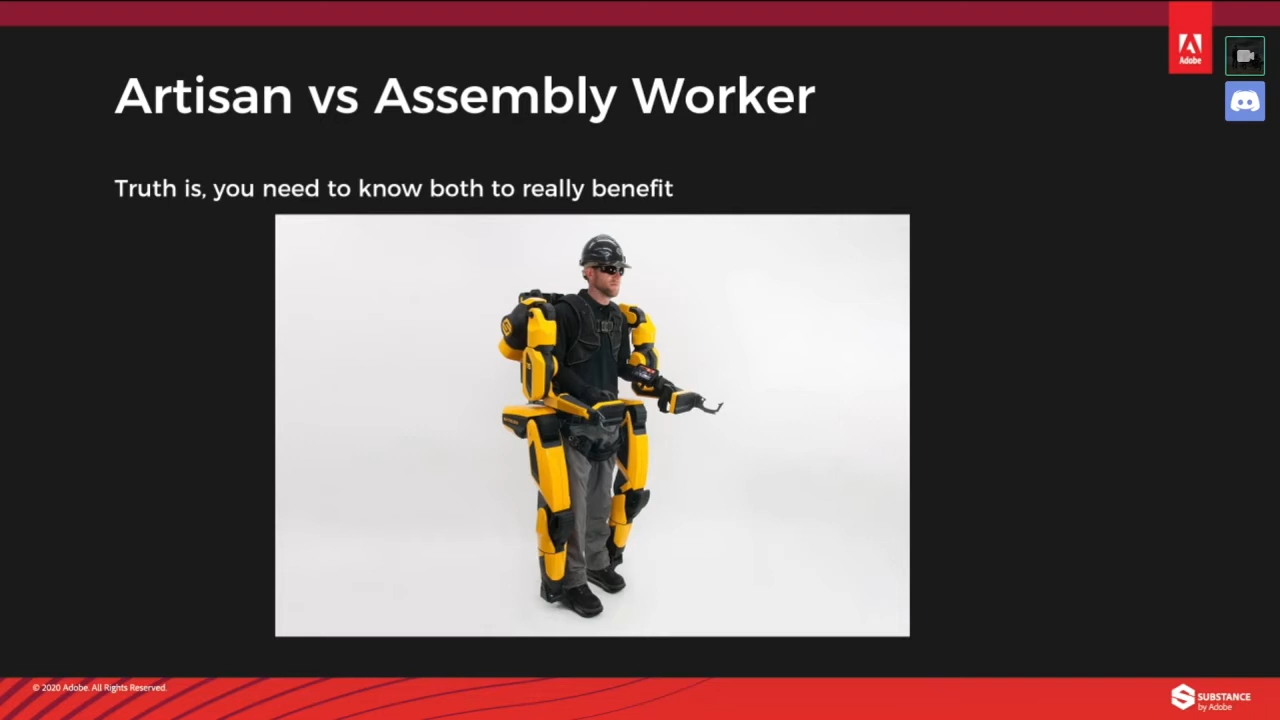 Adobe
Artisan vs Assembly Worker
Truth is, you need to know both to really benefit
© 2020 Adobe. All Rights Reserved.
SUBSTANCE
by Adobe